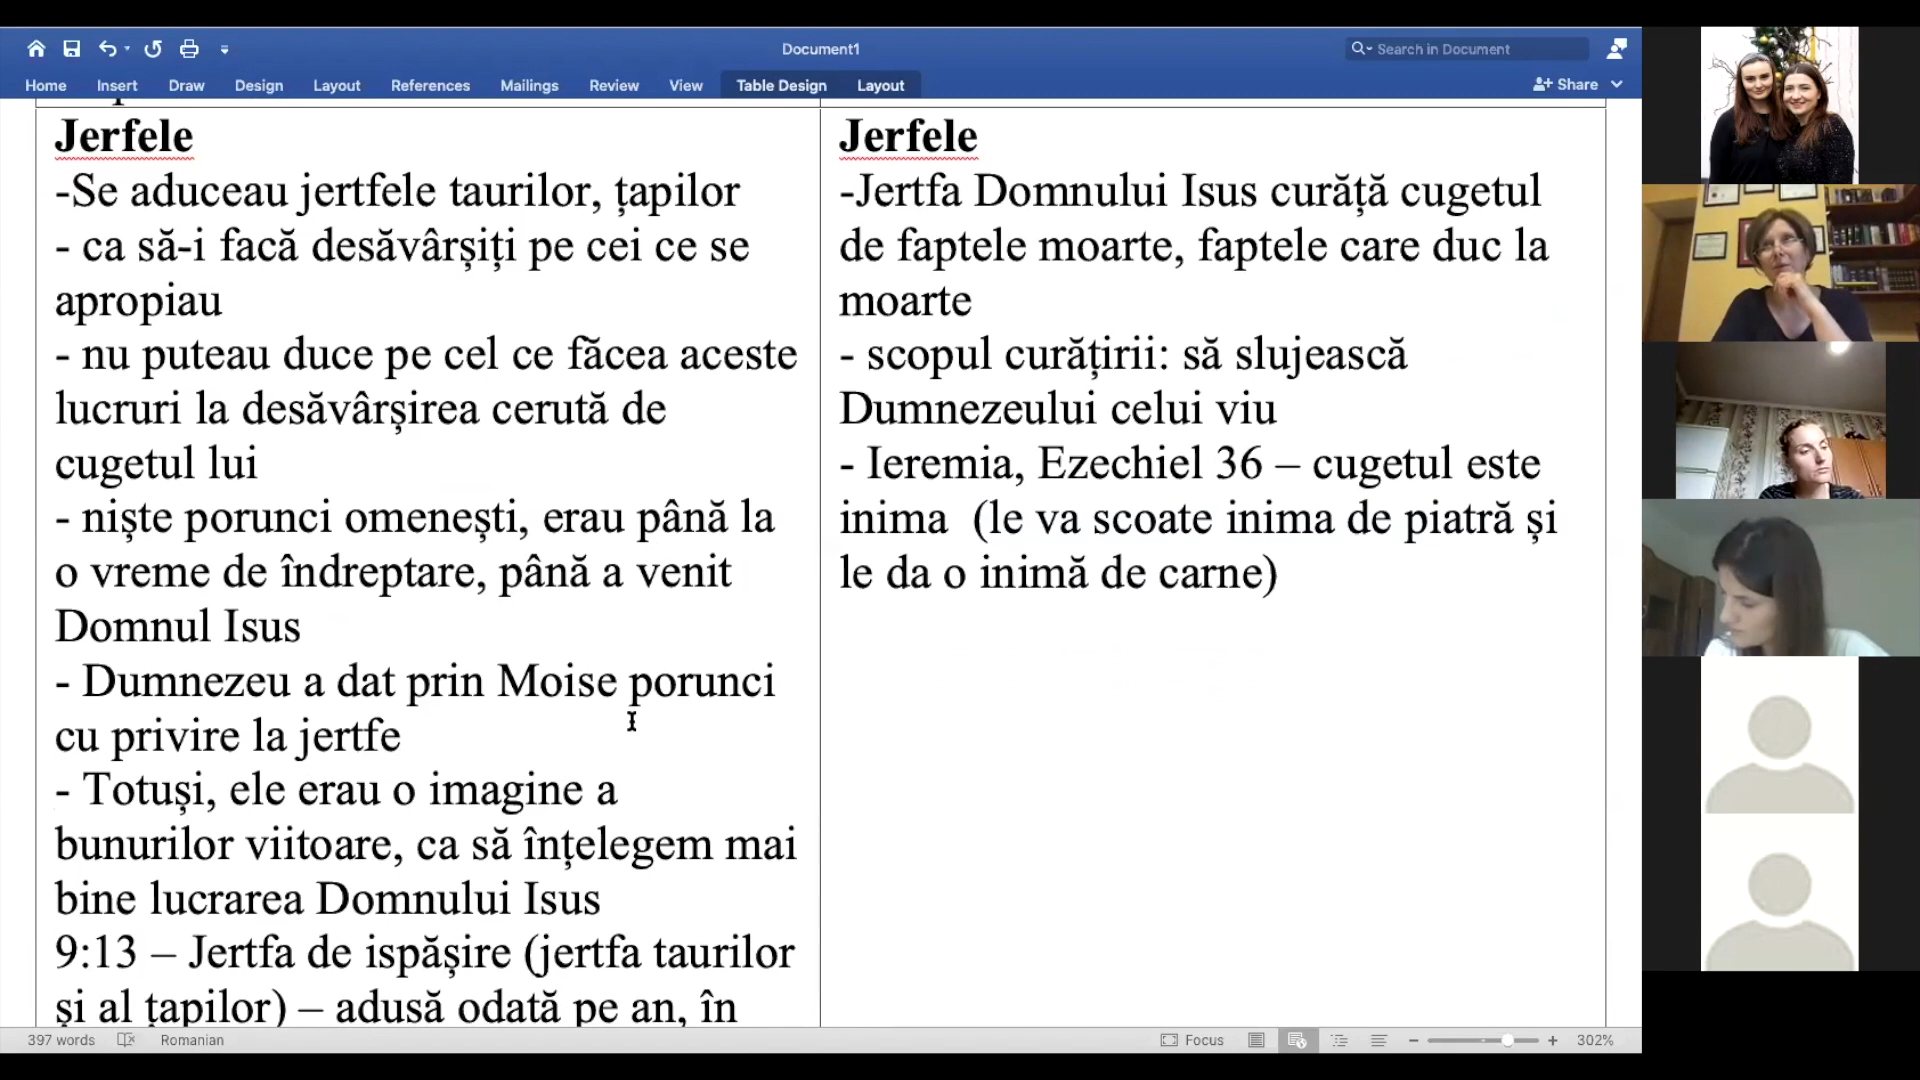 Document1
Search in Document
Home Insert Draw Design Layout References Mailings Review View Table Design Layout
Share
Jerfele
-Se aduceau jertfele taurilor, țapilor
- ca să-i facă desăvârșiți pe cei ce se
apropiau
- nu puteau duce pe cel ce făcea aceste
lucruri la desăvârșirea cerută de
cugetul lui
- niște porunci omenești, erau până la
o vreme de îndreptare, până a venit
Domnul Isus
- Dumnezeu a dat prin Moise porunci
cu privire la jertfe
- Totuși, ele erau o imagine a
bunurilor viitoare, ca să înțelegem mai
bine lucrarea Domnului Isus
9:13 – Jertfa de ispășire (jertfa taurilor
și al țapilor) – adusă odată pe an, în
Jerfele
-Jertfa Domnului Isus curăță cugetul
de faptele moarte, faptele care duc la
moarte
- scopul curățirii: să slujească
Dumnezeului celui viu
- Ieremia, Ezechiel 36 – cugetul este
inima (le va scoate inima de piatră și
le da o inimă de carne)
397 words
Romanian
Focus
302%